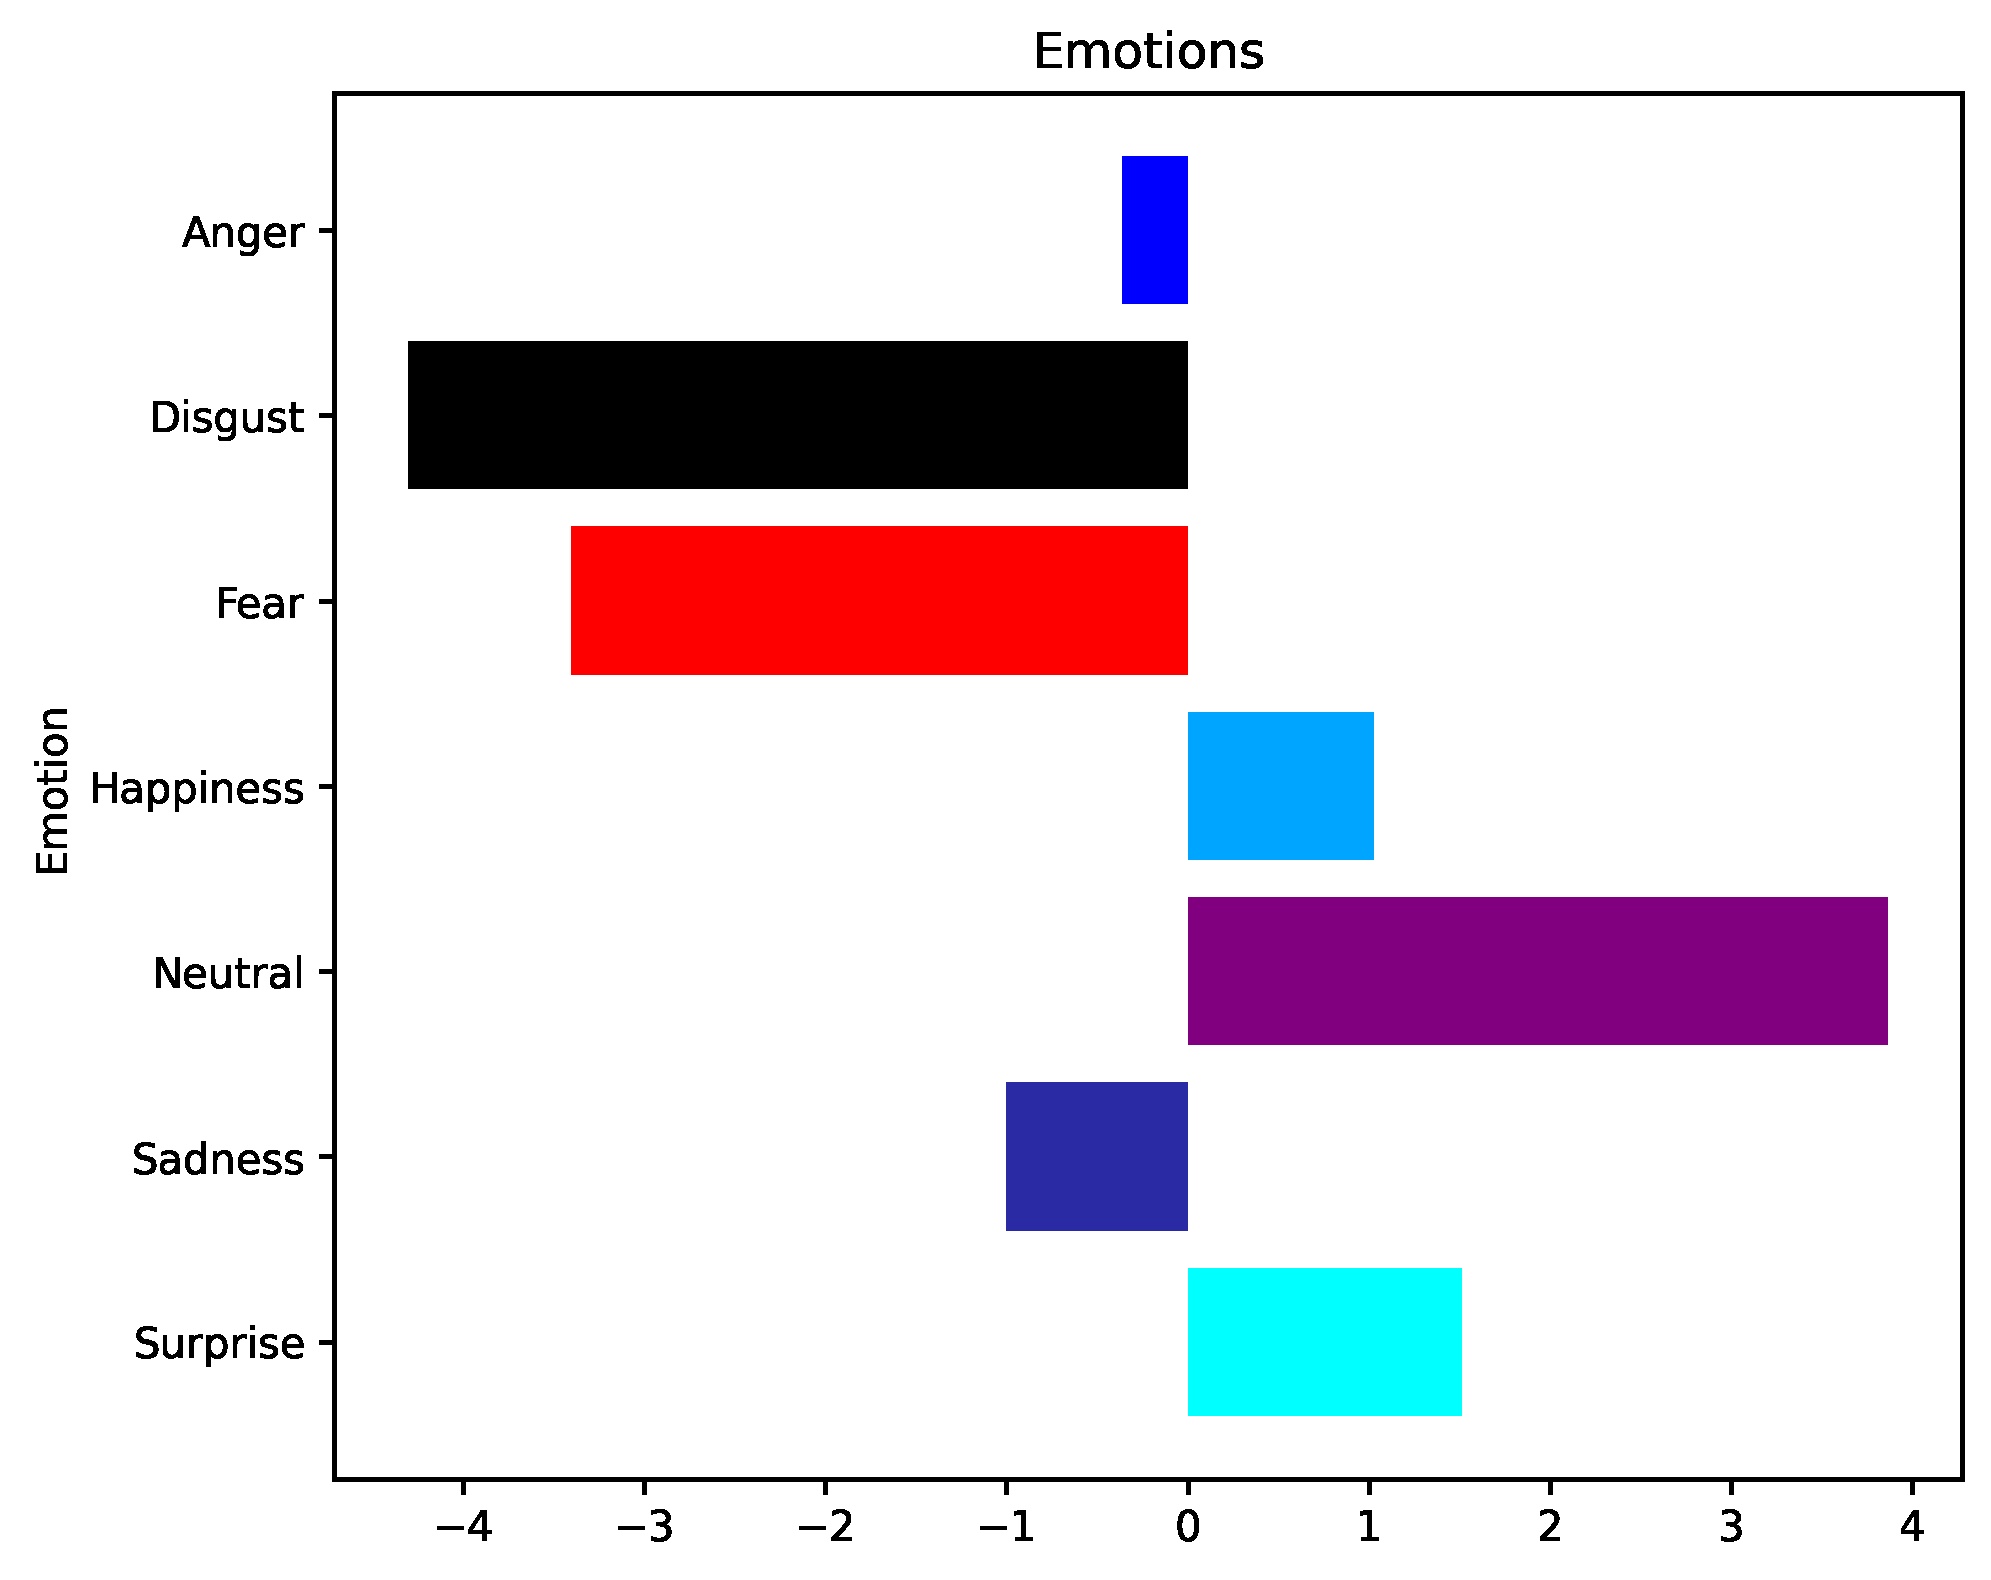 Emotions
Anger
Disgust
Fear
Happiness
Neutral
Sadness
Surprise
Emotion
−4 −3 −2 −1 0 1 2 3 4